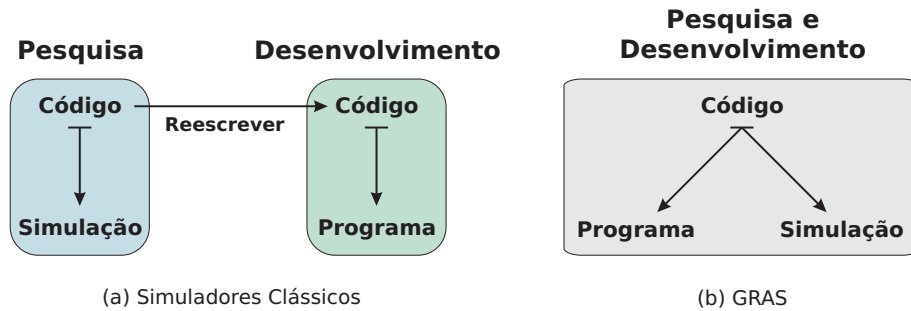 Pesquisa
Desenvolvimento
Código
Reescrever
Código
Simulação
Programa
(a) Simuladores Clássicos
Pesquisa e
Desenvolvimento
Código
Programa
Simulação
(b) GRAS